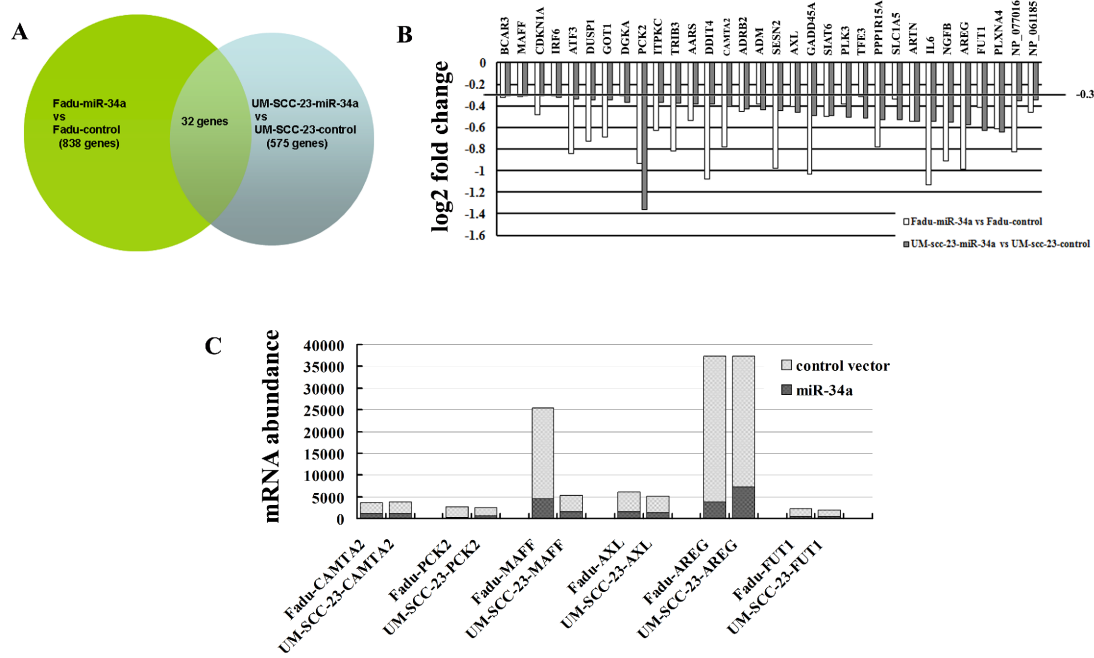 A
Fadu-miR-34a
vs
Fadu-control
(838 genes)
32 genes
UM-SCC-23-miR-34a
vs
UM-SCC-23-control
(575 genes)
B
BCAR3
MAFF
CDKN1A
IRF6
ATF3
DUSP1
GOT1
DGKA
PCK2
ITPKC
TRIB3
AARS
DDIT4
CAMTA2
ADRB2
ADM
SESN2
AXL
GADD45A
SIAT6
PLK3
TFE3
PPP1R15A
SLC1A5
ARTN
IL6
NGFB
AREG
FUT1
PLXNA4
NP_077016
NP_061185
log2 fold change
0
-0.2
-0.4
-0.6
-0.8
-1
-1.2
-1.4
-1.6
-0.3
Fadu-miR-34a vs Fadu-control
UM-scc-23-miR-34a vs UM-scc-23-control
C
mRNA abundance
40000
35000
30000
25000
20000
15000
10000
5000
0
control vector
miR-34a
Fadu-CAMTA2
UM-SCC-23-CAMTA2
Fadu-PCK2
UM-SCC-23-PCK2
Fadu-MAFF
UM-SCC-23-MAFF
Fadu-AXL
UM-SCC-23-AXL
Fadu-AREG
UM-SCC-23-AREG
Fadu-FUT1
UM-SCC-23-FUT1